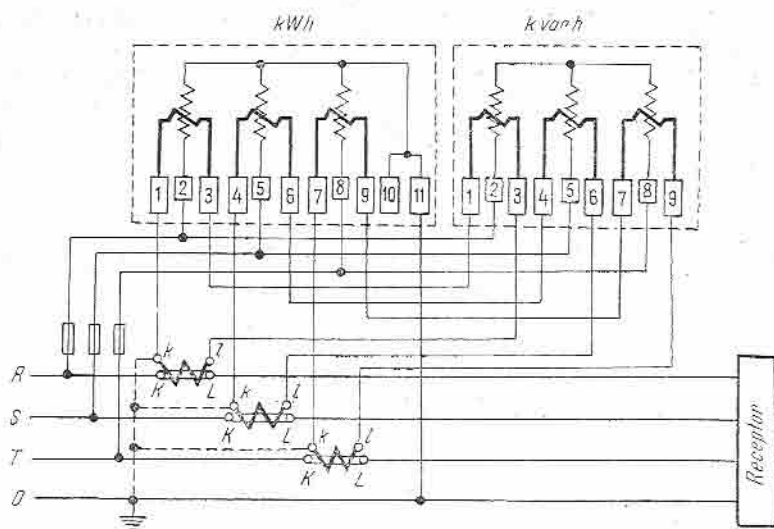 kWh kvarh
1 2 3 4 5 6 7 8 9 10 11 1 2 3 4 5 6 7 8 9
k l
R K L
k l
S K L
k l
T K L
0
Receptor